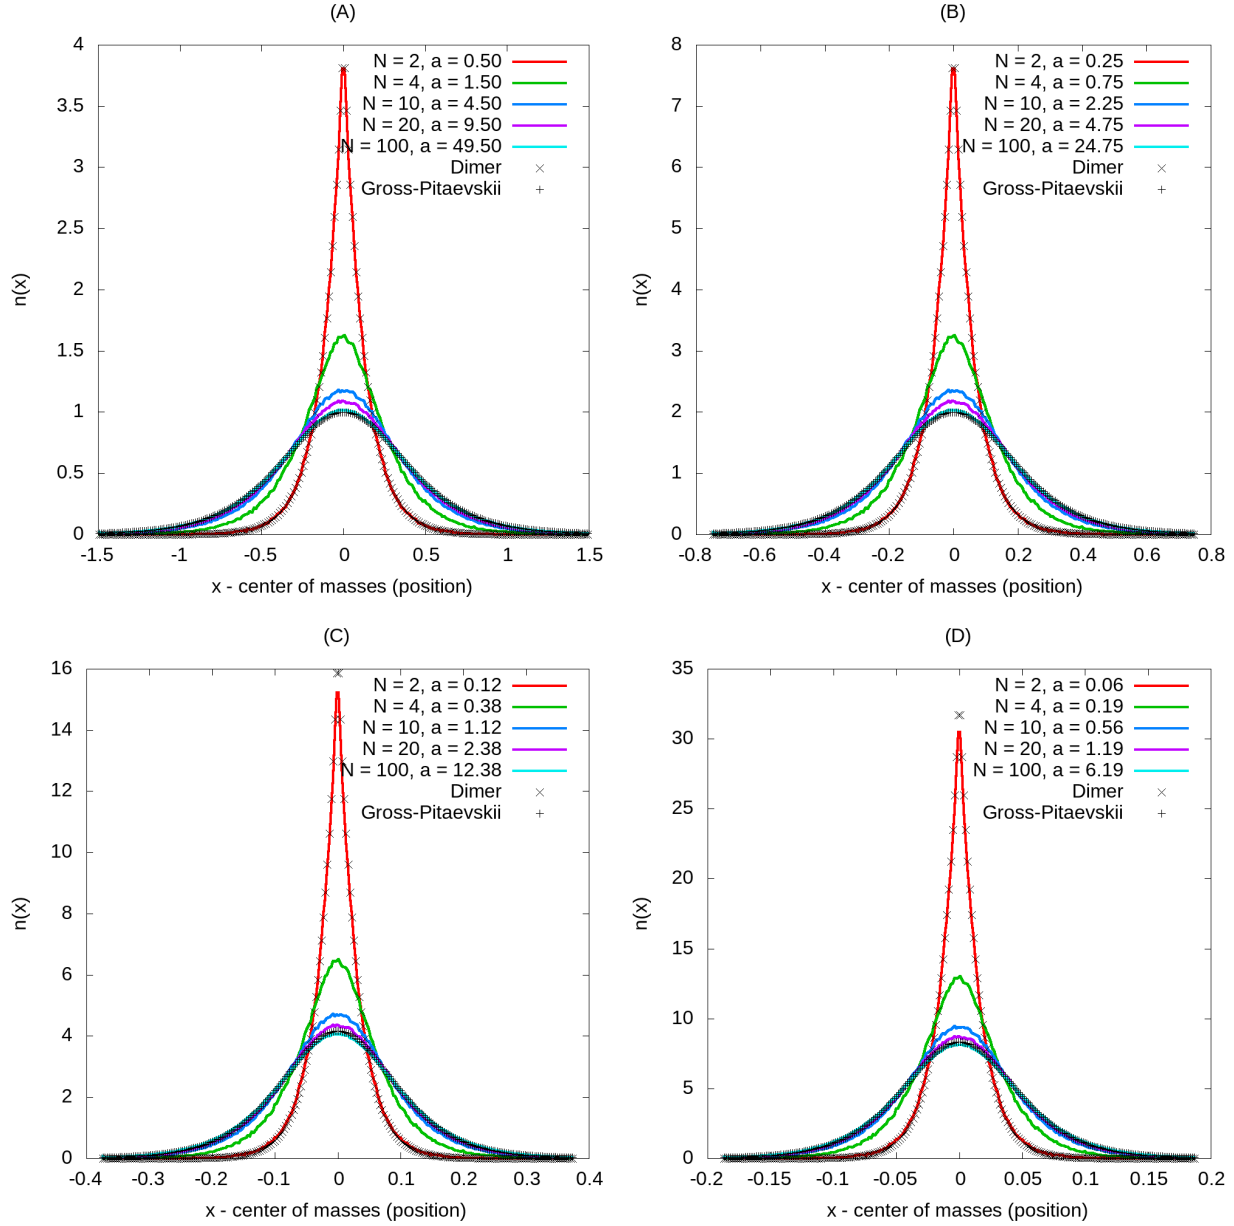 (A)
4
3.5
3
2.5
2
1.5
1
0.5
0
-1.5
-1
-0.5
0
0.5
1
1.5
n(x)
x - center of masses (position)
N = 2, a = 0.50
N = 4, a = 1.50
N = 10, a = 4.50
N = 20, a = 9.50
N = 100, a = 49.50
Dimer
Gross-Pitaevskii
(B)
8
7
6
5
4
3
2
1
0
-0.8
-0.6
-0.4
-0.2
0
0.2
0.4
0.6
0.8
n(x)
x - center of masses (position)
N = 2, a = 0.25
N = 4, a = 0.75
N = 10, a = 2.25
N = 20, a = 4.75
N = 100, a = 24.75
Dimer
Gross-Pitaevskii
(C)
16
14
12
10
8
6
4
2
0
-0.4
-0.3
-0.2
-0.1
0
0.1
0.2
0.3
0.4
n(x)
x - center of masses (position)
N = 2, a = 0.12
N = 4, a = 0.38
N = 10, a = 1.12
N = 20, a = 2.38
N = 100, a = 12.38
Dimer
Gross-Pitaevskii
(D)
35
30
25
20
15
10
5
0
-0.2
-0.15
-0.1
-0.05
0
0.05
0.1
0.15
0.2
n(x)
x - center of masses (position)
N = 2, a = 0.06
N = 4, a = 0.19
N = 10, a = 0.56
N = 20, a = 1.19
N = 100, a = 6.19
Dimer
Gross-Pitaevskii